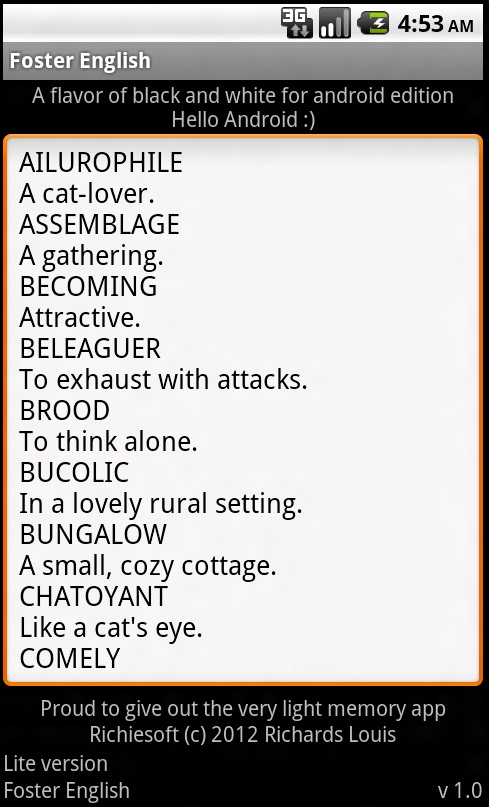 3G 4:53 AM
Foster English
A flavor of black and white for android edition
Hello Android :)
AILUROPHILE
A cat-lover.
ASSEMBLAGE
A gathering.
BECOMING
Attractive.
BELEAGUER
To exhaust with attacks.
BROOD
To think alone.
BUCOLIC
In a lovely rural setting.
BUNGALOW
A small, cozy cottage.
CHATOYANT
Like a cat's eye.
COMELY
Proud to give out the very light memory app
Richiesoft (c) 2012 Richards Louis
Lite version
Foster English v 1.0